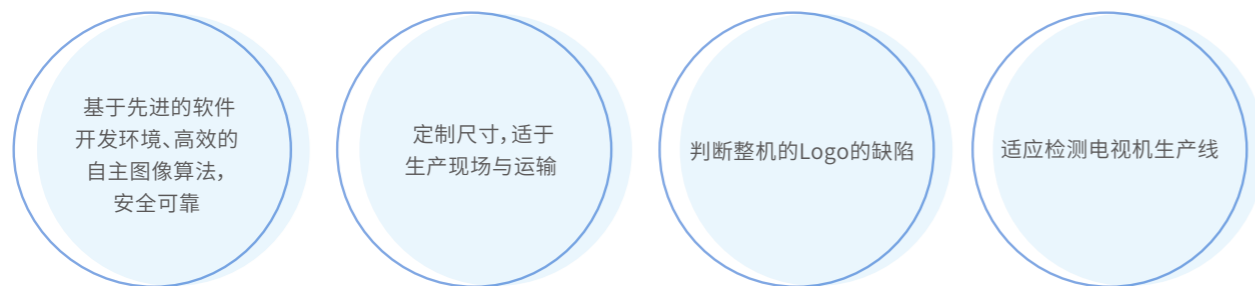 基于先进的软件
开发环境、高效的
自主图像算法，
安全可靠
定制尺寸，适于
生产现场与运输
判断整机的Logo的缺陷
适应检测电视机生产线